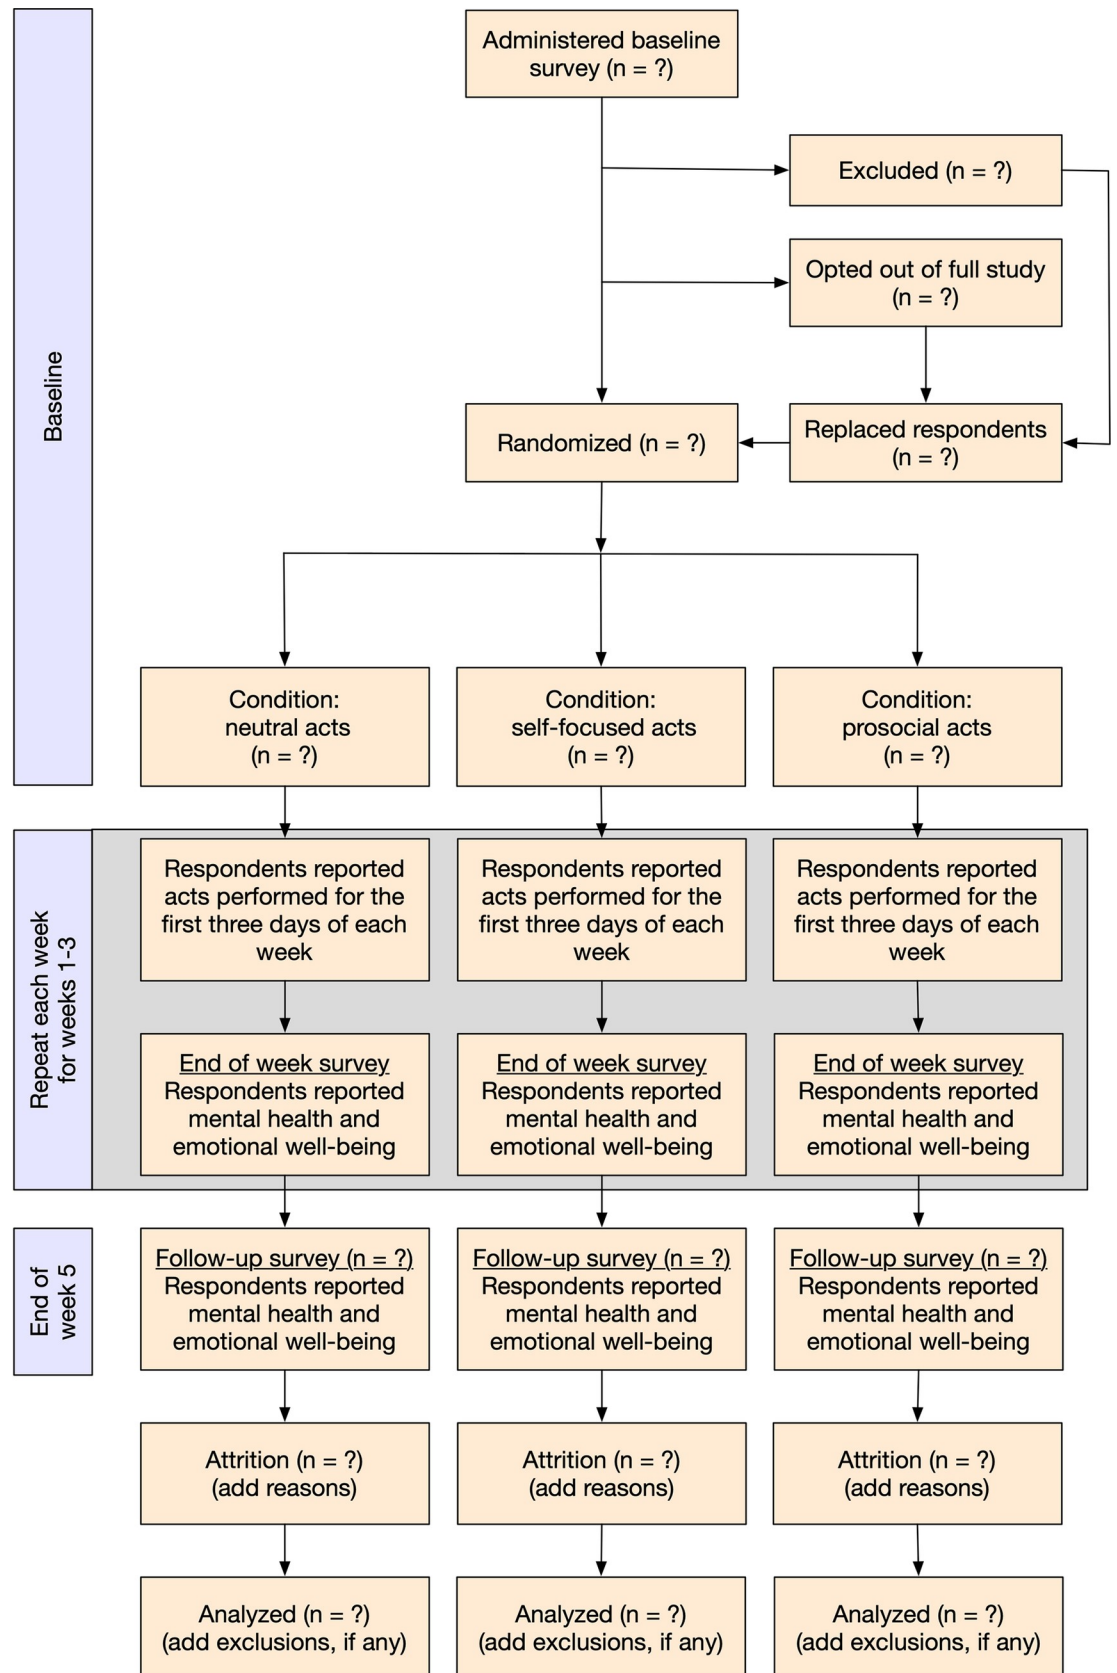 Baseline
Administered baseline
survey (n = ?)
Excluded (n = ?)
Opted out of full study
(n = ?)
Randomized (n = ?)
Replaced respondents
(n = ?)
Condition:
neutral acts
(n = ?)
Condition:
self-focused acts
(n = ?)
Condition:
prosocial acts
(n = ?)
Repeat each week
for weeks 1-3
Respondents reported
acts performed for the
first three days of each
week
Respondents reported
acts performed for the
first three days of each
week
Respondents reported
acts performed for the
first three days of each
week
End of week survey
Respondents reported
mental health and
emotional well-being
End of week survey
Respondents reported
mental health and
emotional well-being
End of week survey
Respondents reported
mental health and
emotional well-being
End of
week 5
Follow-up survey (n = ?)
Respondents reported
mental health and
emotional well-being
Follow-up survey (n = ?)
Respondents reported
mental health and
emotional well-being
Follow-up survey (n = ?)
Respondents reported
mental health and
emotional well-being
Attrition (n = ?)
(add reasons)
Attrition (n = ?)
(add reasons)
Attrition (n = ?)
(add reasons)
Analyzed (n = ?)
(add exclusions, if any)
Analyzed (n = ?)
(add exclusions, if any)
Analyzed (n = ?)
(add exclusions, if any)